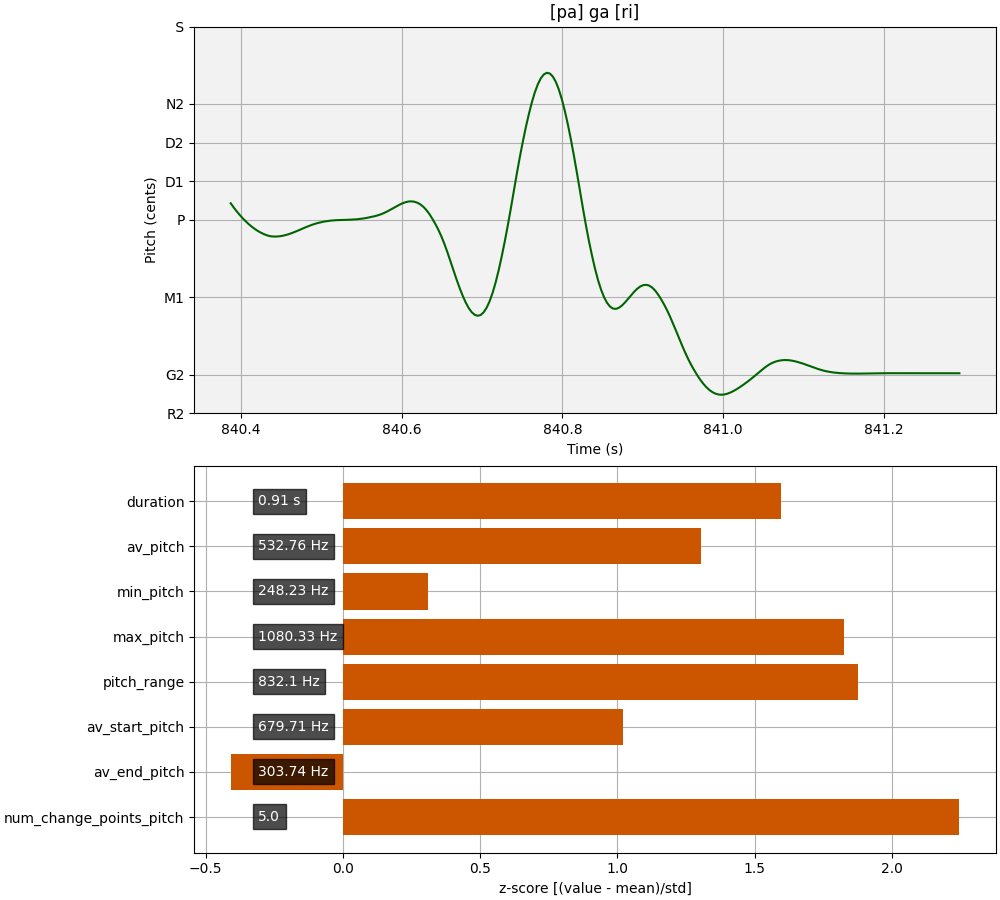 [pa] ga [ri]
S
N2
D2
D1
P
M1
G2
R2
Pitch (cents)
840.4 840.6 840.8 841.0 841.2
Time (s)
duration 0.91 s
av_pitch 532.76 Hz
min_pitch 248.23 Hz
max_pitch 1080.33 Hz
pitch_range 832.1 Hz
av_start_pitch 679.71 Hz
av_end_pitch 303.74 Hz
num_change_points_pitch 5.0
−0.5 0.0 0.5 1.0 1.5 2.0
z-score [(value - mean)/std]